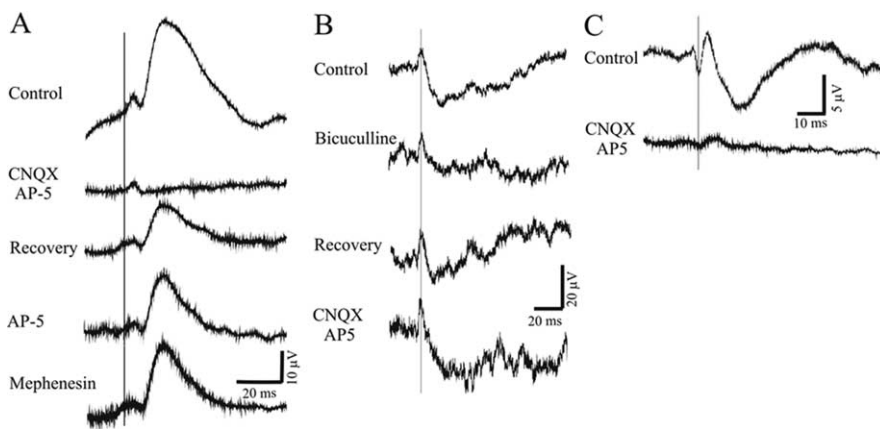 A
Control
CNQX
AP-5
Recovery
AP-5
Mephenesin
20 ms
10 µV
B
Control
Bicuculline
Recovery
CNQX
AP5
20 ms
20 µV
C
Control
CNQX
AP5
10 ms
5 µV